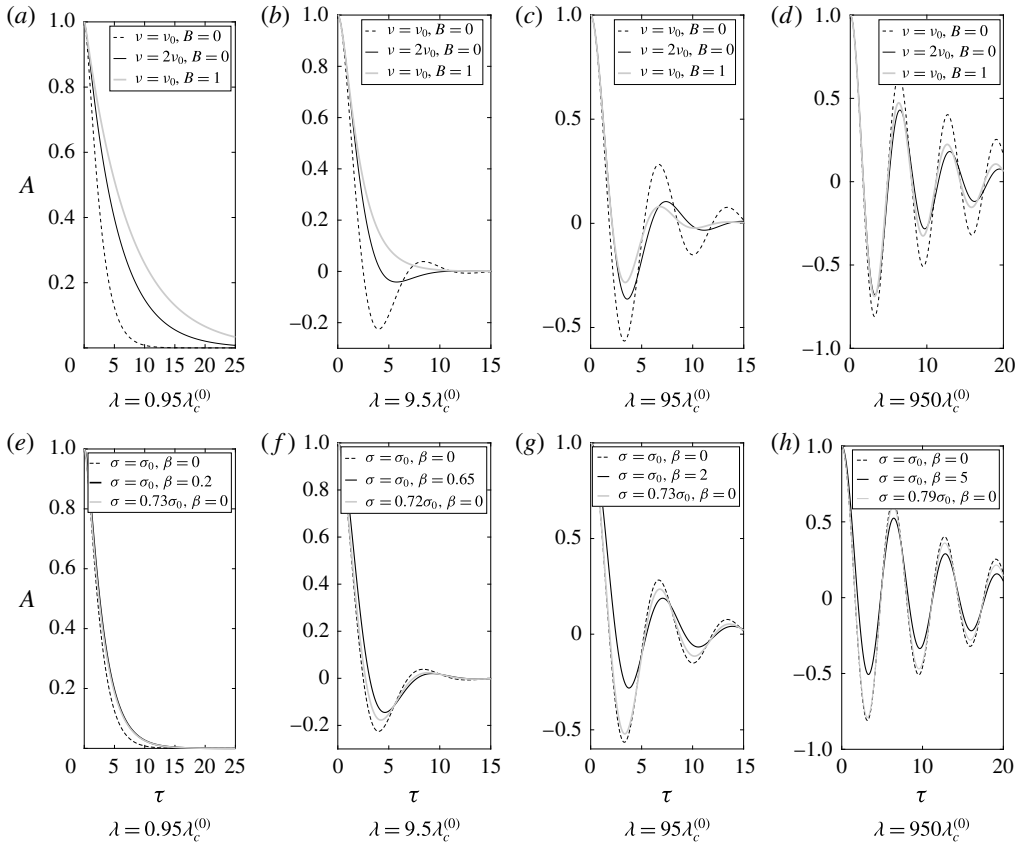 (a)
1.0
0.8
0.6
A
0.4
0.2
0 5 10 15 20 25
ν = ν₀, B = 0
ν = 2ν₀, B = 0
ν = ν₀, B = 1
λ = 0.95λc(0)
(b)
1.0
0.8
0.6
0.4
0.2
0
−0.2
0 5 10 15
ν = ν₀, B = 0
ν = 2ν₀, B = 0
ν = ν₀, B = 1
λ = 9.5λc(0)
(c)
1.0
0.5
0
−0.5
0 5 10 15
ν = ν₀, B = 0
ν = 2ν₀, B = 0
ν = ν₀, B = 1
λ = 95λc(0)
(d)
1.0
0.5
0
−0.5
−1.0
0 10 20
ν = ν₀, B = 0
ν = 2ν₀, B = 0
ν = ν₀, B = 1
λ = 950λc(0)
(e)
1.0
0.8
0.6
A
0.4
0.2
0 5 10 15 20 25
σ = σ₀, β = 0
σ = σ₀, β = 0.2
σ = 0.73σ₀, β = 0
τ
λ = 0.95λc(0)
(f)
1.0
0.8
0.6
0.4
0.2
0
−0.2
0 5 10 15
σ = σ₀, β = 0
σ = σ₀, β = 0.65
σ = 0.72σ₀, β = 0
τ
λ = 9.5λc(0)
(g)
1.0
0.5
0
−0.5
0 5 10 15
σ = σ₀, β = 0
σ = σ₀, β = 2
σ = 0.73σ₀, β = 0
τ
λ = 95λc(0)
(h)
1.0
0.5
0
−0.5
−1.0
0 10 20
σ = σ₀, β = 0
σ = σ₀, β = 5
σ = 0.79σ₀, β = 0
τ
λ = 950λc(0)